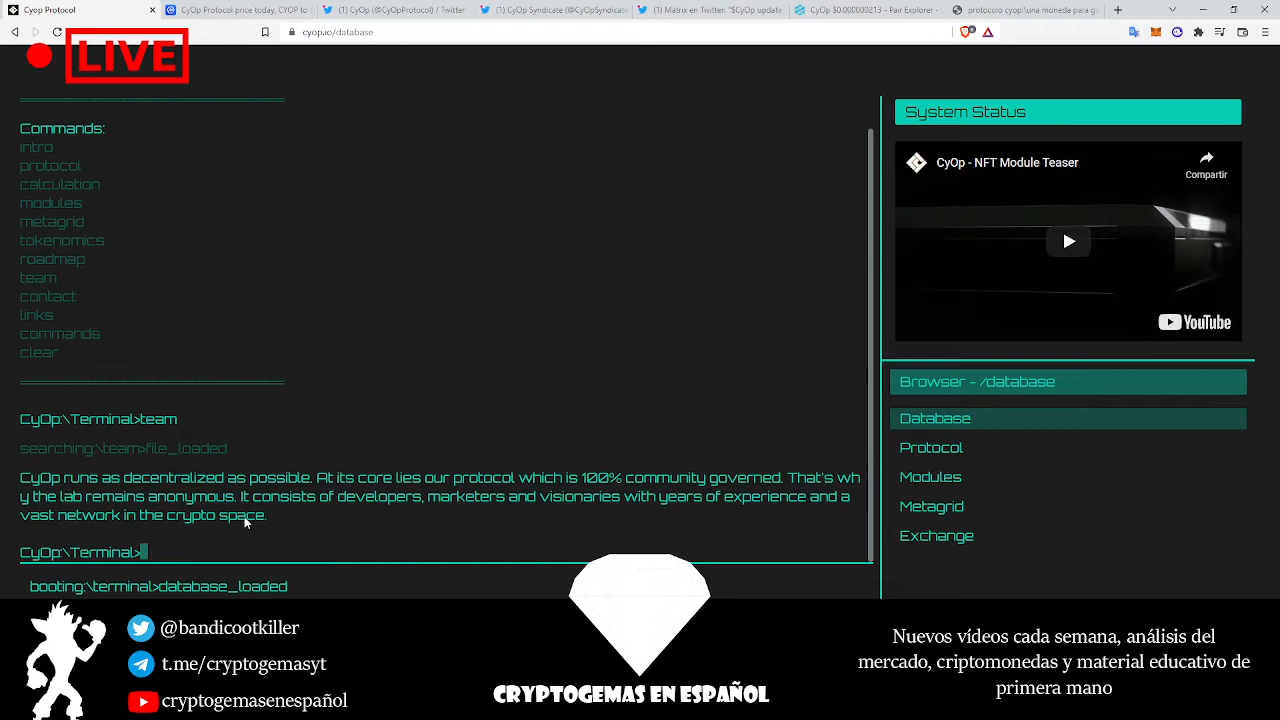 CyOp Protocol
CyOp Protocol price today, CYOP to
(1) CyOp (@CyOpProtocol) / Twitter
(1) CyOp Syndicate (@CyOpSyndicate
(1) Matrix en Twitter: "$CyOp update
CyOp $0.000000213 - Pair Explorer -
protocolo cyop(una moneda para go
cyop.io/database
LIVE
Commands:
intro
protocol
calculation
modules
metagrid
tokenomics
roadmap
team
contact
links
commands
clear
CyOp:\Terminal>team
searching:\team>file_loaded
CyOp runs as decentralized as possible. At its core lies our protocol which is 100% community governed. That's wh
y the lab remains anonymous. It consists of developers, marketers and visionaries with years of experience and a
vast network in the crypto space.
CyOp:\Terminal>
booting:\terminal>database_loaded
System Status
CyOp - NFT Module Teaser
Compartir
YouTube
Browser - /database
Database
Protocol
Modules
Metagrid
Exchange
@bandicootkiller
t.me/cryptogemasyt
cryptogemasenespañol
CRYPTOGEMAS EN ESPAÑOL
Nuevos vídeos cada semana, análisis del
mercado, criptomonedas y material educativo de
primera mano